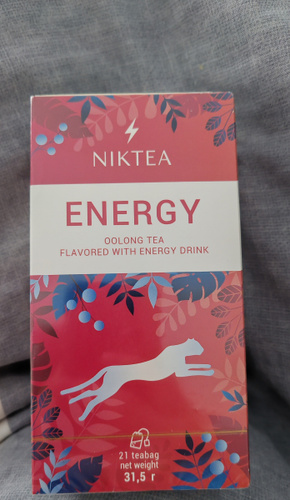 NIKTEA
ENERGY
OOLONG TEA
FLAVORED WITH ENERGY DRINK
21 teabag
net weight
31,5 г